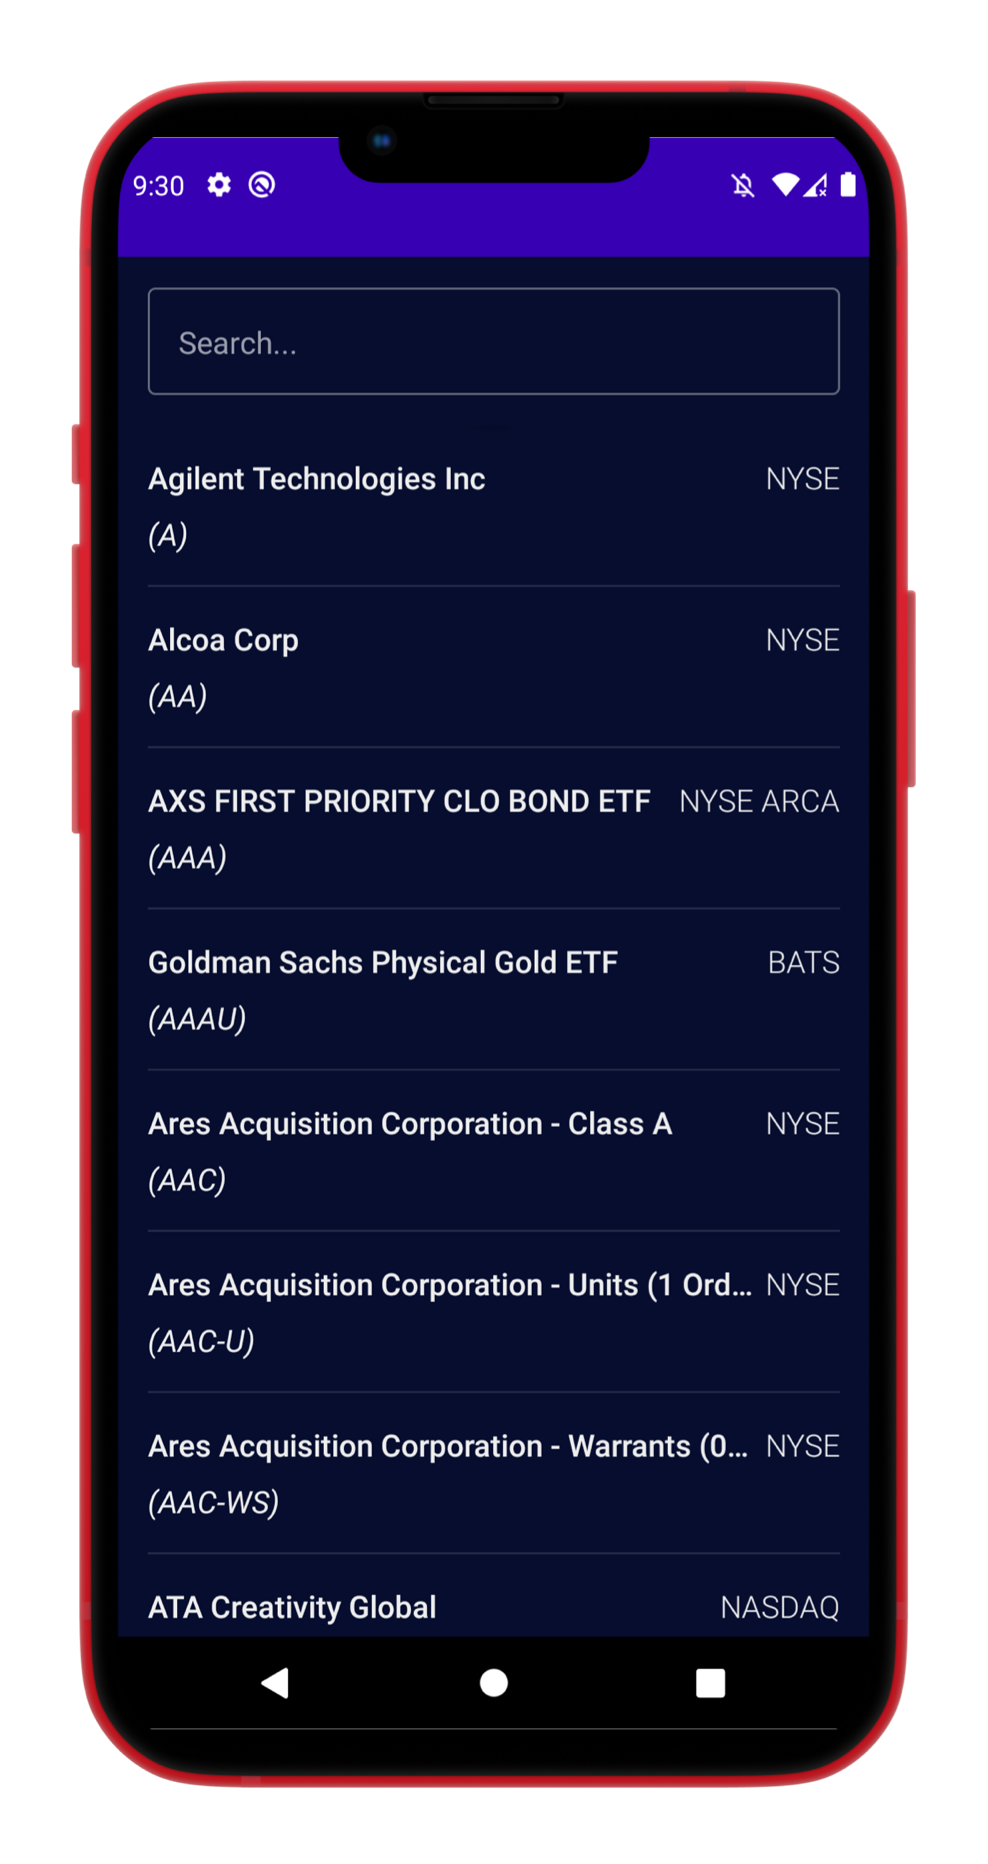 9:30
Search...
Agilent Technologies Inc NYSE
(A)
Alcoa Corp NYSE
(AA)
AXS FIRST PRIORITY CLO BOND ETF NYSE ARCA
(AAA)
Goldman Sachs Physical Gold ETF BATS
(AAAU)
Ares Acquisition Corporation - Class A NYSE
(AAC)
Ares Acquisition Corporation - Units (1 Ord... NYSE
(AAC-U)
Ares Acquisition Corporation - Warrants (0... NYSE
(AAC-WS)
ATA Creativity Global NASDAQ